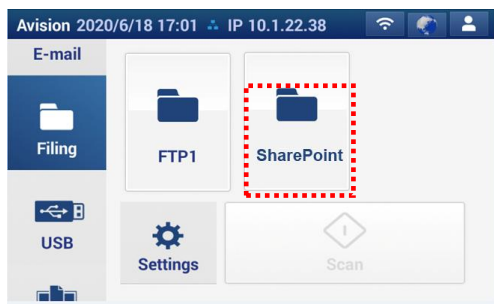 Avision 2020/6/18 17:01 IP 10.1.22.38
E-mail
Filing
FTP1
SharePoint
USB
Settings
Scan